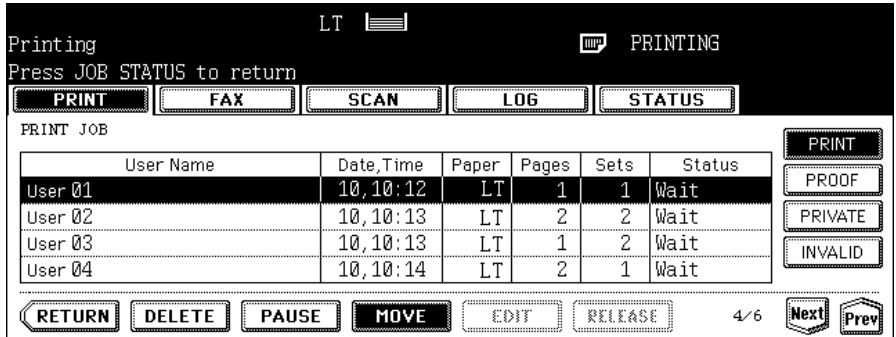 LT
Printing PRINTING
Press JOB STATUS to return
PRINT FAX SCAN LOG STATUS
PRINT JOB
PRINT
User Name Date,Time Paper Pages Sets Status
User 01 10,10:12 LT 1 1 Wait
PROOF
User 02 10,10:13 LT 2 2 Wait
PRIVATE
User 03 10,10:13 LT 1 2 Wait
INVALID
User 04 10,10:14 LT 2 1 Wait
RETURN DELETE PAUSE MOVE EDIT RELEASE 4/6 Next Prev